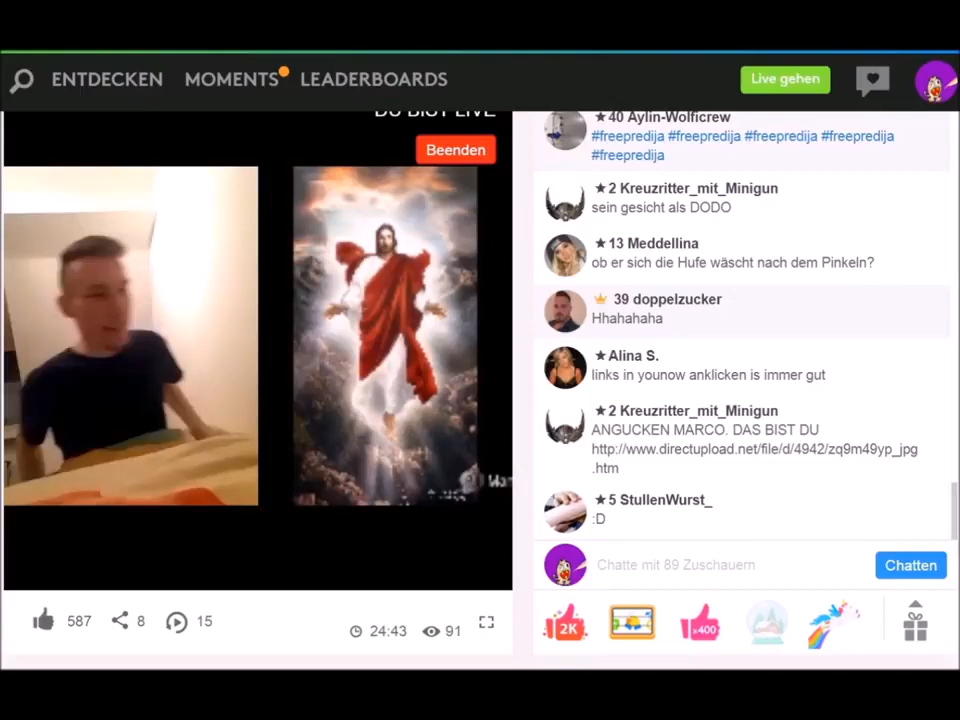 ENTDECKEN MOMENTS LEADERBOARDS Live gehen
DU BIST LIVE
Beenden
587 8 15
24:43 91
40 Aylin-Wolficrew
#freepredija #freepredija #freepredija #freepredija
#freepredija
2 Kreuzritter_mit_Minigun
sein gesicht als DODO
13 Meddellina
ob er sich die Hufe wäscht nach dem Pinkeln?
39 doppelzucker
Hhahahaha
Alina S.
links in younow anklicken is immer gut
2 Kreuzritter_mit_Minigun
ANGUCKEN MARCO. DAS BIST DU
http://www.directupload.net/file/d/4942/zq9m49yp_jpg
.htm
5 StullenWurst_
:D
Chatte mit 89 Zuschauern
Chatten
2K
x400